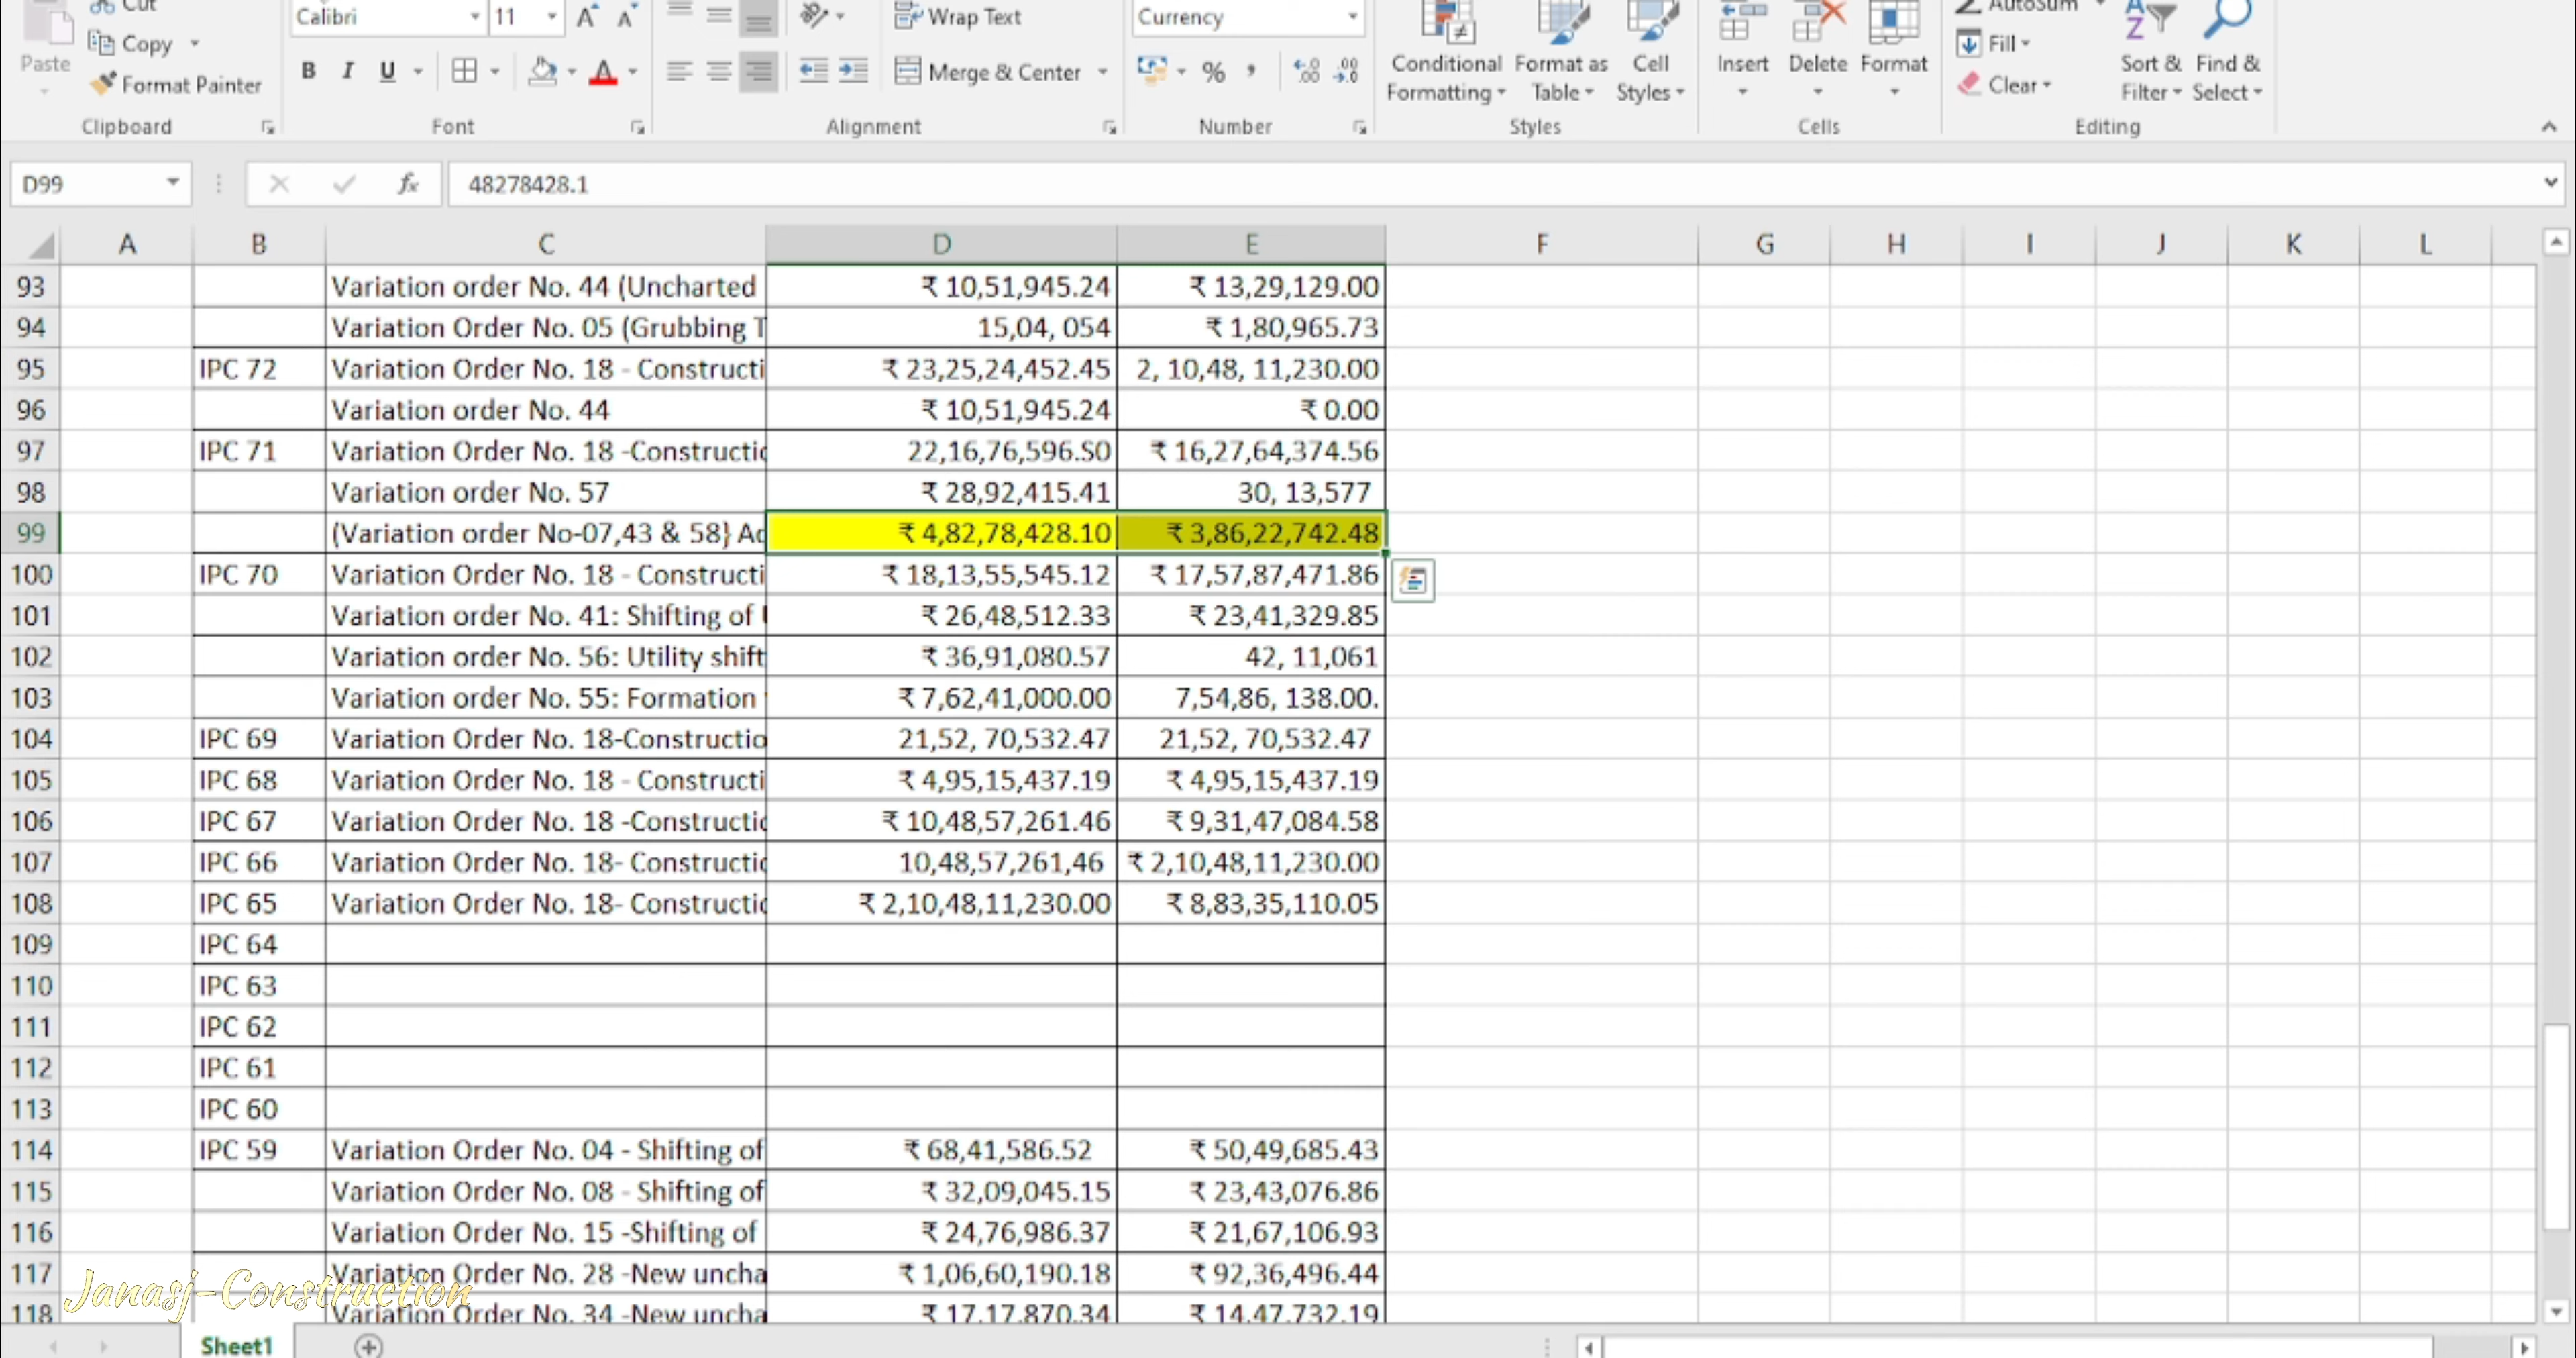 Cut
Calibri 11 Wrap Text Currency AutoSum
Paste Copy Fill
Format Painter B I U Merge & Center % Conditional Formatting Format as Table Cell Styles Insert Delete Format Clear Sort & Filter Find & Select
Clipboard Font Alignment Number Styles Cells Editing
D99 fx 48278428.1
A B C D E F G H I J K L
93 Variation order No. 44 (Uncharted ₹ 10,51,945.24 ₹ 13,29,129.00
94 Variation Order No. 05 (Grubbing T 15,04, 054 ₹ 1,80,965.73
95 IPC 72 Variation Order No. 18 - Constructi ₹ 23,25,24,452.45 2, 10,48, 11,230.00
96 Variation order No. 44 ₹ 10,51,945.24 ₹ 0.00
97 IPC 71 Variation Order No. 18 -Constructio 22,16,76,596.S0 ₹ 16,27,64,374.56
98 Variation order No. 57 ₹ 28,92,415.41 30, 13,577
99 (Variation order No-07,43 & 58} Ad ₹ 4,82,78,428.10 ₹ 3,86,22,742.48
100 IPC 70 Variation Order No. 18 - Constructi ₹ 18,13,55,545.12 ₹ 17,57,87,471.86
101 Variation order No. 41: Shifting of ₹ 26,48,512.33 ₹ 23,41,329.85
102 Variation order No. 56: Utility shift ₹ 36,91,080.57 42, 11,061
103 Variation order No. 55: Formation ₹ 7,62,41,000.00 7,54,86, 138.00.
104 IPC 69 Variation Order No. 18-Constructio 21,52, 70,532.47 21,52, 70,532.47
105 IPC 68 Variation Order No. 18 - Constructi ₹ 4,95,15,437.19 ₹ 4,95,15,437.19
106 IPC 67 Variation Order No. 18 -Constructio ₹ 10,48,57,261.46 ₹ 9,31,47,084.58
107 IPC 66 Variation Order No. 18- Constructio 10,48,57,261,46 ₹ 2,10,48,11,230.00
108 IPC 65 Variation Order No. 18- Constructio ₹ 2,10,48,11,230.00 ₹ 8,83,35,110.05
109 IPC 64
110 IPC 63
111 IPC 62
112 IPC 61
113 IPC 60
114 IPC 59 Variation Order No. 04 - Shifting of ₹ 68,41,586.52 ₹ 50,49,685.43
115 Variation Order No. 08 - Shifting of ₹ 32,09,045.15 ₹ 23,43,076.86
116 Variation Order No. 15 -Shifting of ₹ 24,76,986.37 ₹ 21,67,106.93
117 Variation Order No. 28 -New uncha ₹ 1,06,60,190.18 ₹ 92,36,496.44
Janasj-Construction
118 Variation Order No. 34 -New uncha ₹ 17,17,870.34 ₹ 14,47,732.19
Sheet1